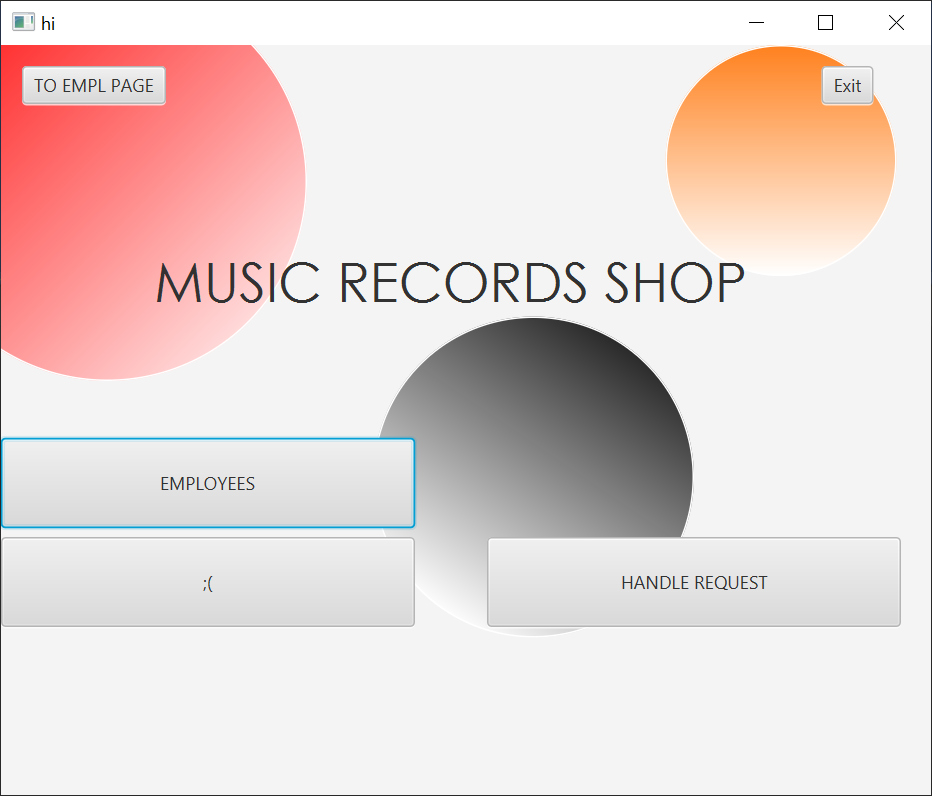 hi
TO EMPL PAGE
Exit
MUSIC RECORDS SHOP
EMPLOYEES
;(
HANDLE REQUEST